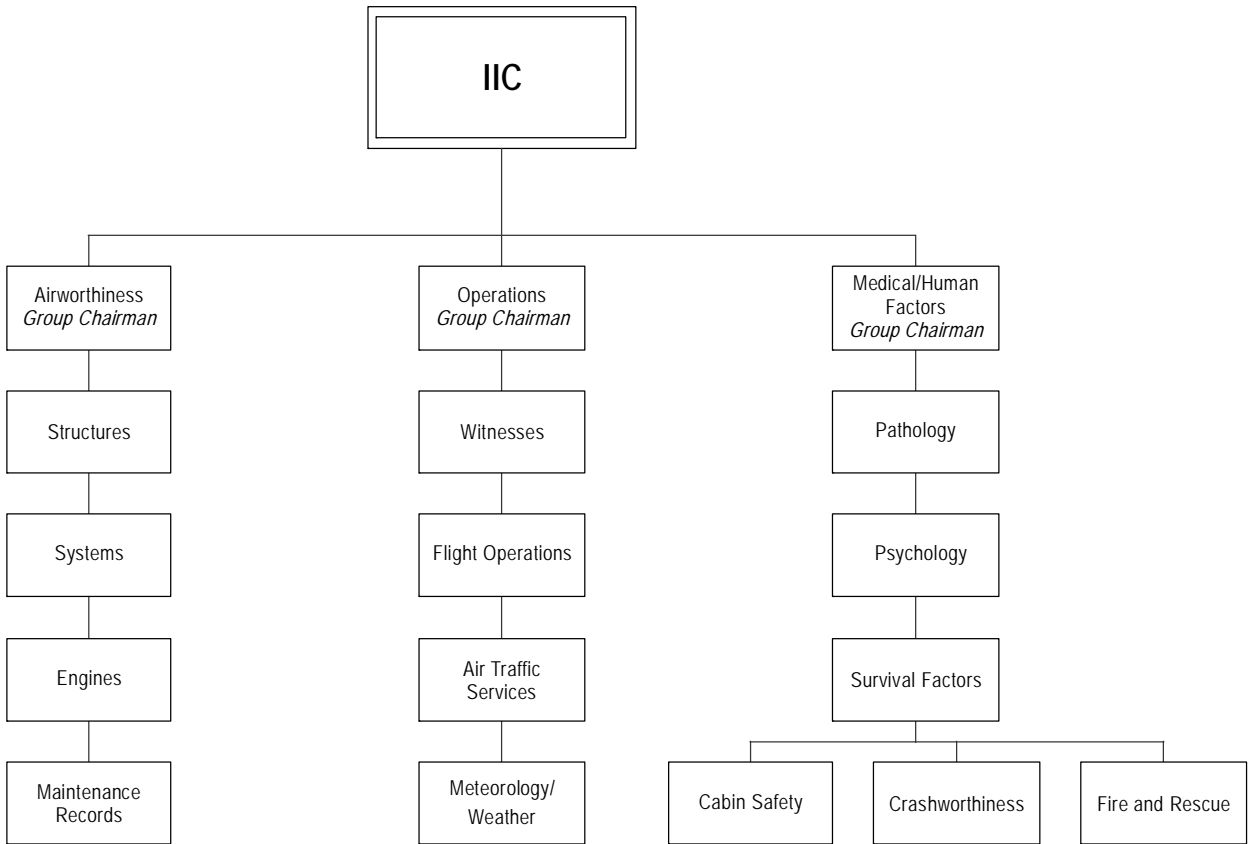 IIC
Airworthiness
Group Chairman
Operations
Group Chairman
Medical/Human
Factors
Group Chairman
Structures
Witnesses
Pathology
Systems
Flight Operations
Psychology
Engines
Air Traffic
Services
Survival Factors
Maintenance
Records
Meteorology/
Weather
Cabin Safety
Crashworthiness
Fire and Rescue